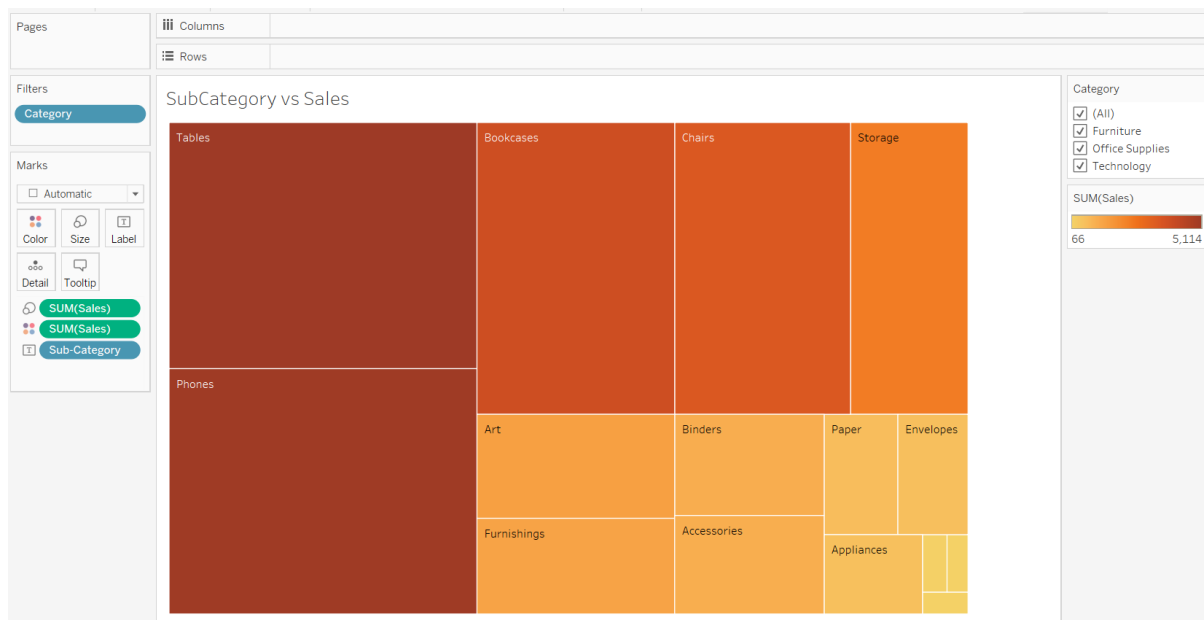 Pages
Columns
Rows
Filters
Category
Marks
Automatic
Color
Size
Label
Detail
Tooltip
SUM(Sales)
SUM(Sales)
Sub-Category
SubCategory vs Sales
Tables
Bookcases
Chairs
Storage
Phones
Art
Binders
Paper
Envelopes
Furnishings
Accessories
Appliances
Category
(All)
Furniture
Office Supplies
Technology
SUM(Sales)
66 5,114